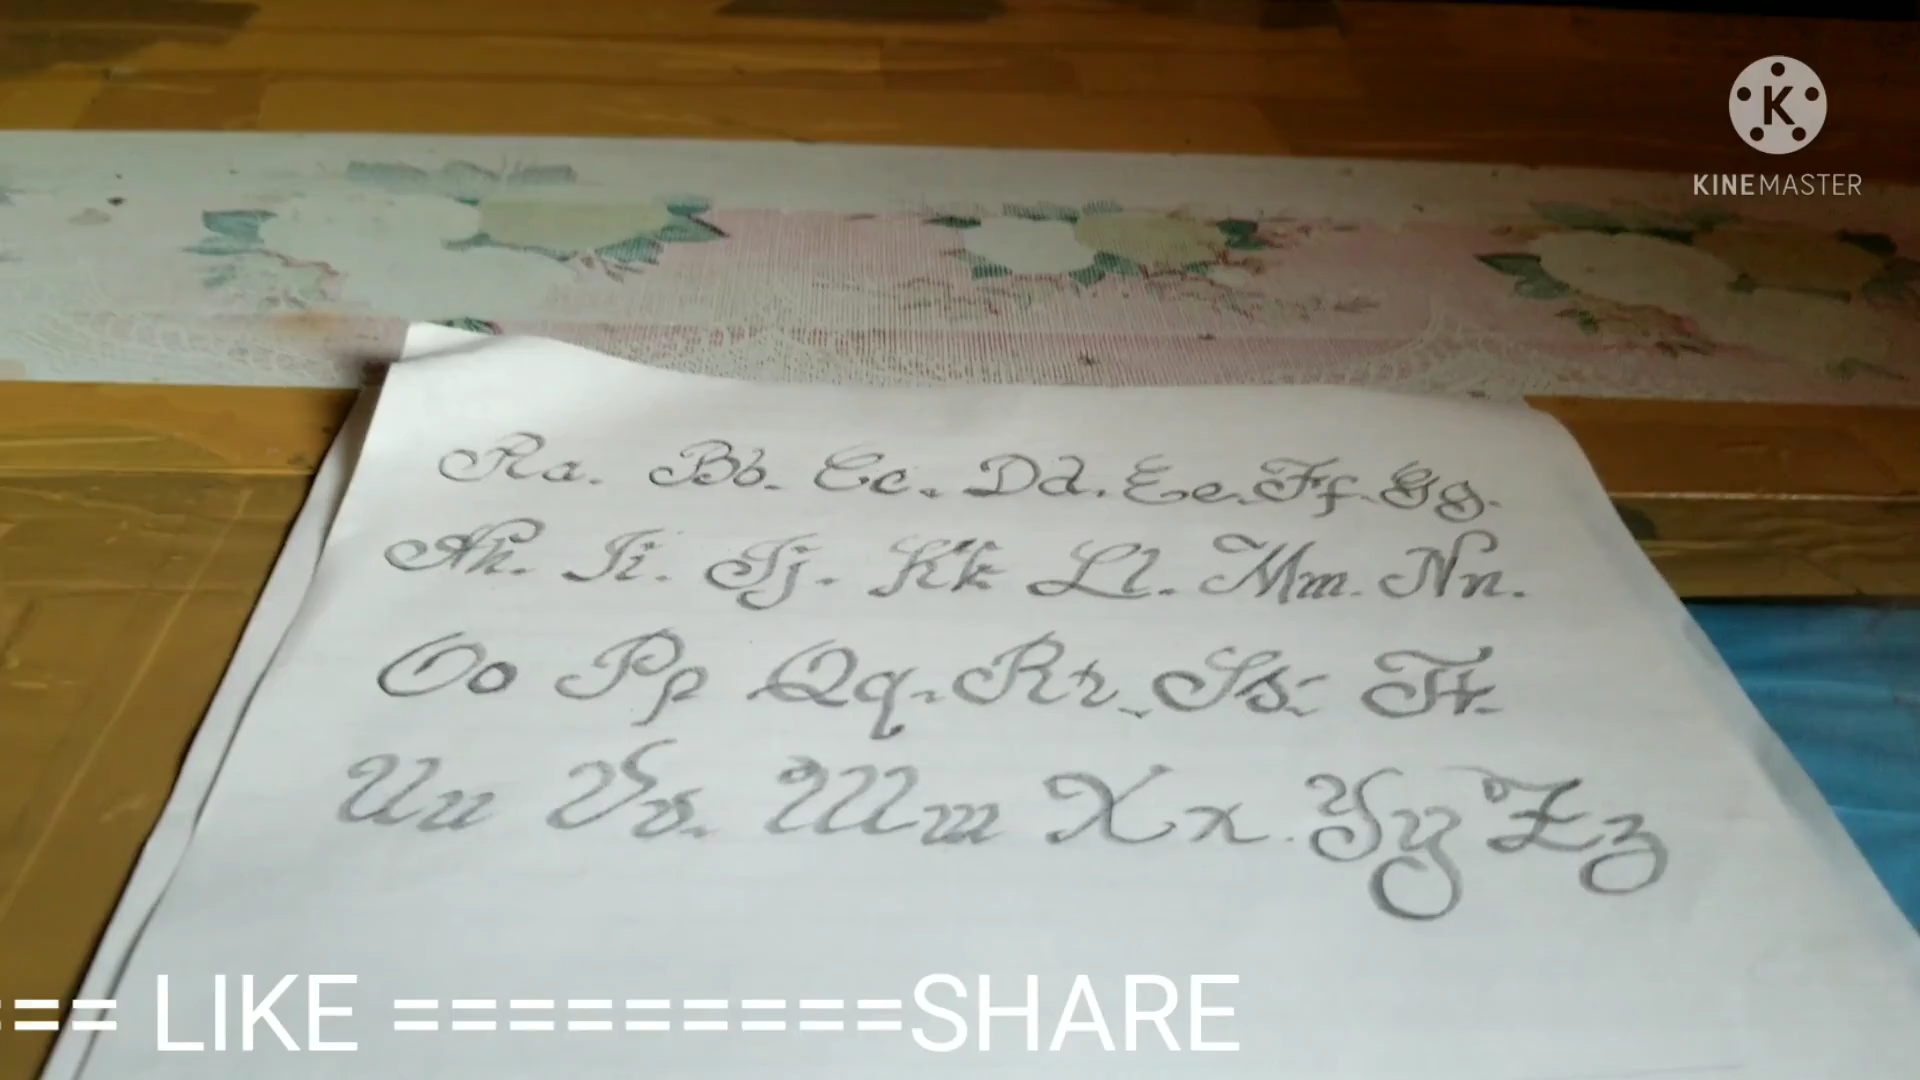 KINEMASTER
Aa. Bb. Cc. Dd. Ee. Ff. Gg.
Hh. Ii. Jj. Kk Ll. Mm. Nn.
Oo Pp Qq. Rr. Ss. Tt.
Uu Vv. Ww Xx. Yy Zz
=== LIKE ==========SHARE